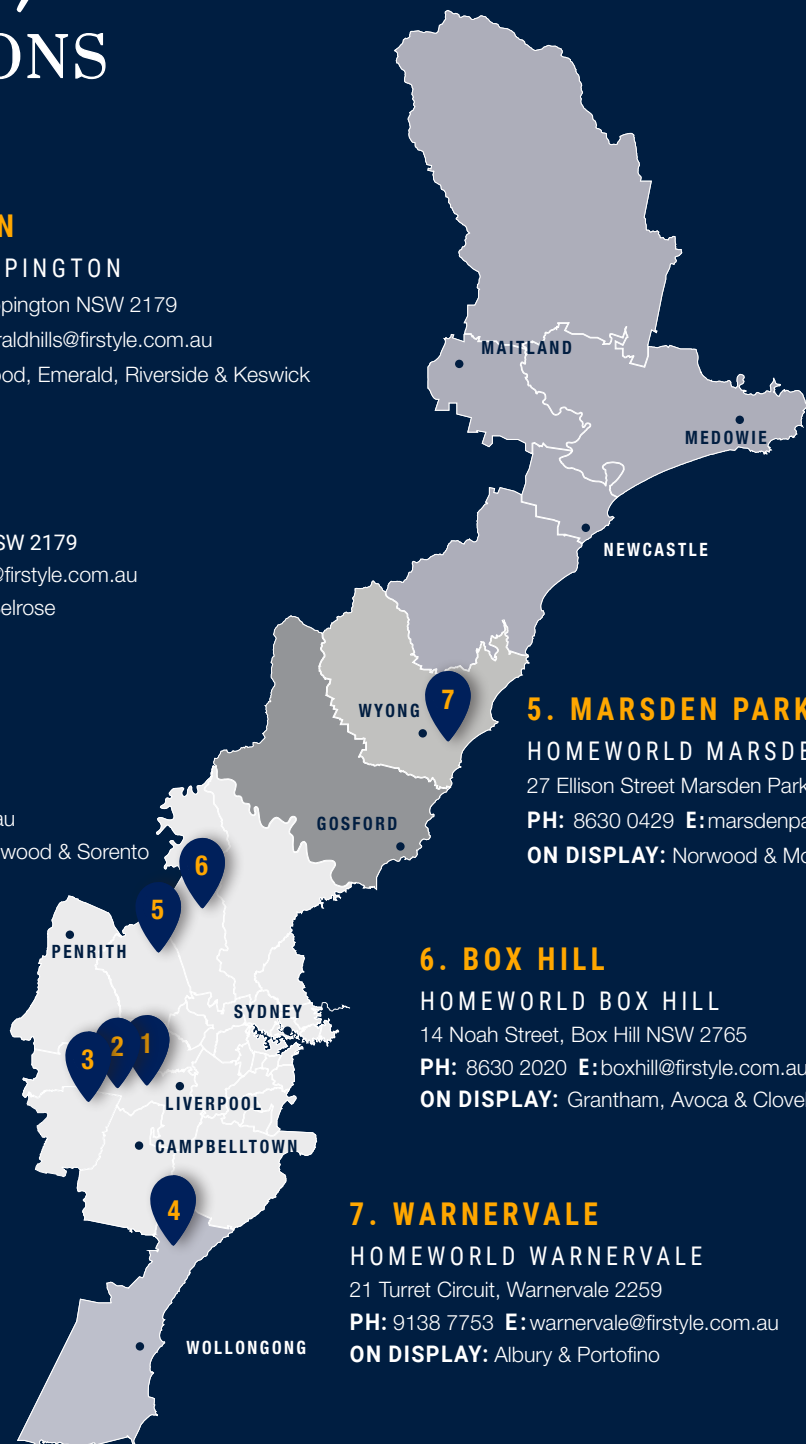 ONS
N
PPINGTON
pington NSW 2179
raldhills@firstyle.com.au
ood, Emerald, Riverside & Keswick
SW 2179
@firstyle.com.au
elrose
au
wood & Sorento
MAITLAND
MEDOWIE
NEWCASTLE
WYONG
7
GOSFORD
6
5
PENRITH
SYDNEY
3
2
1
LIVERPOOL
CAMPBELLTOWN
4
WOLLONGONG
5. MARSDEN PARK
HOMEWORLD MARSDE
27 Ellison Street Marsden Park
PH: 8630 0429 E: marsdenpa
ON DISPLAY: Norwood & Mo
6. BOX HILL
HOMEWORLD BOX HILL
14 Noah Street, Box Hill NSW 2765
PH: 8630 2020 E: boxhill@firstyle.com.au
ON DISPLAY: Grantham, Avoca & Clove
7. WARNERVALE
HOMEWORLD WARNERVALE
21 Turret Circuit, Warnervale 2259
PH: 9138 7753 E: warnervale@firstyle.com.au
ON DISPLAY: Albury & Portofino